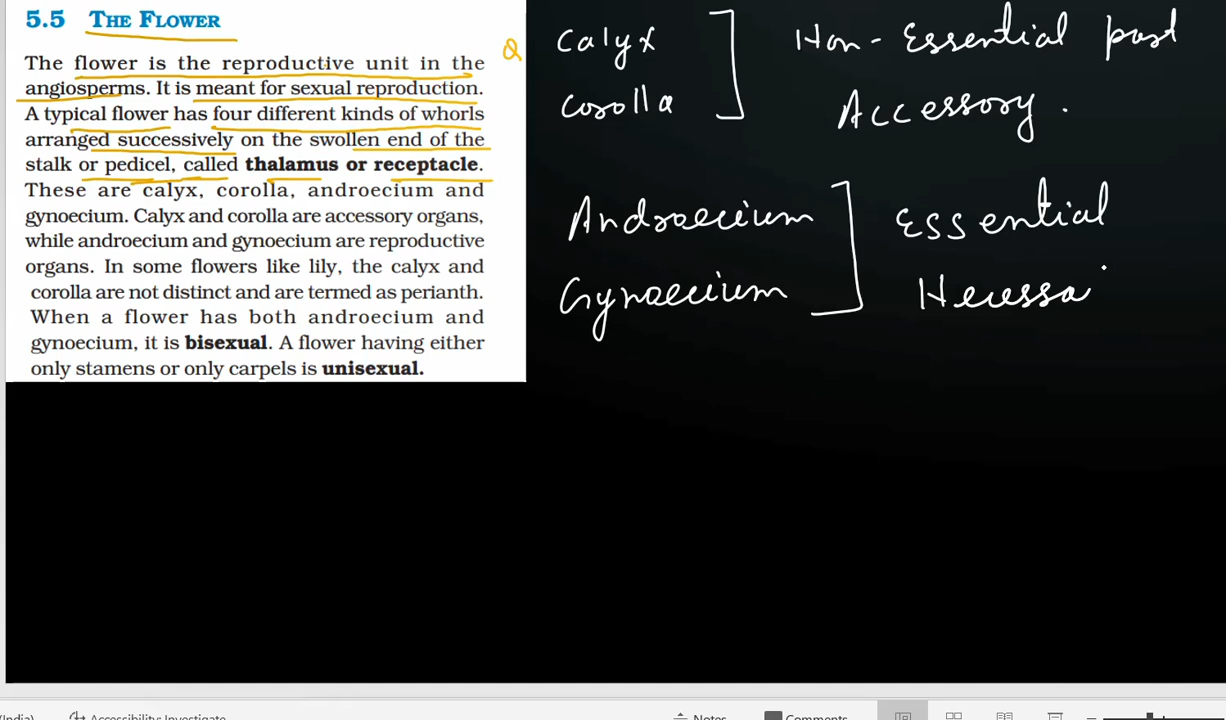 5.5 THE FLOWER
The flower is the reproductive unit in the
angiosperms. It is meant for sexual reproduction.
A typical flower has four different kinds of whorls
arranged successively on the swollen end of the
stalk or pedicel, called thalamus or receptacle.
These are calyx, corolla, androecium and
gynoecium. Calyx and corolla are accessory organs,
while androecium and gynoecium are reproductive
organs. In some flowers like lily, the calyx and
corolla are not distinct and are termed as perianth.
When a flower has both androecium and
gynoecium, it is bisexual. A flower having either
only stamens or only carpels is unisexual.
Calyx
Corolla
Non-Essential part
Accessory.
Androecium
Gynoecium
Essential
Necessa
(India)
Accessibility: Investigate
Notes
Comments